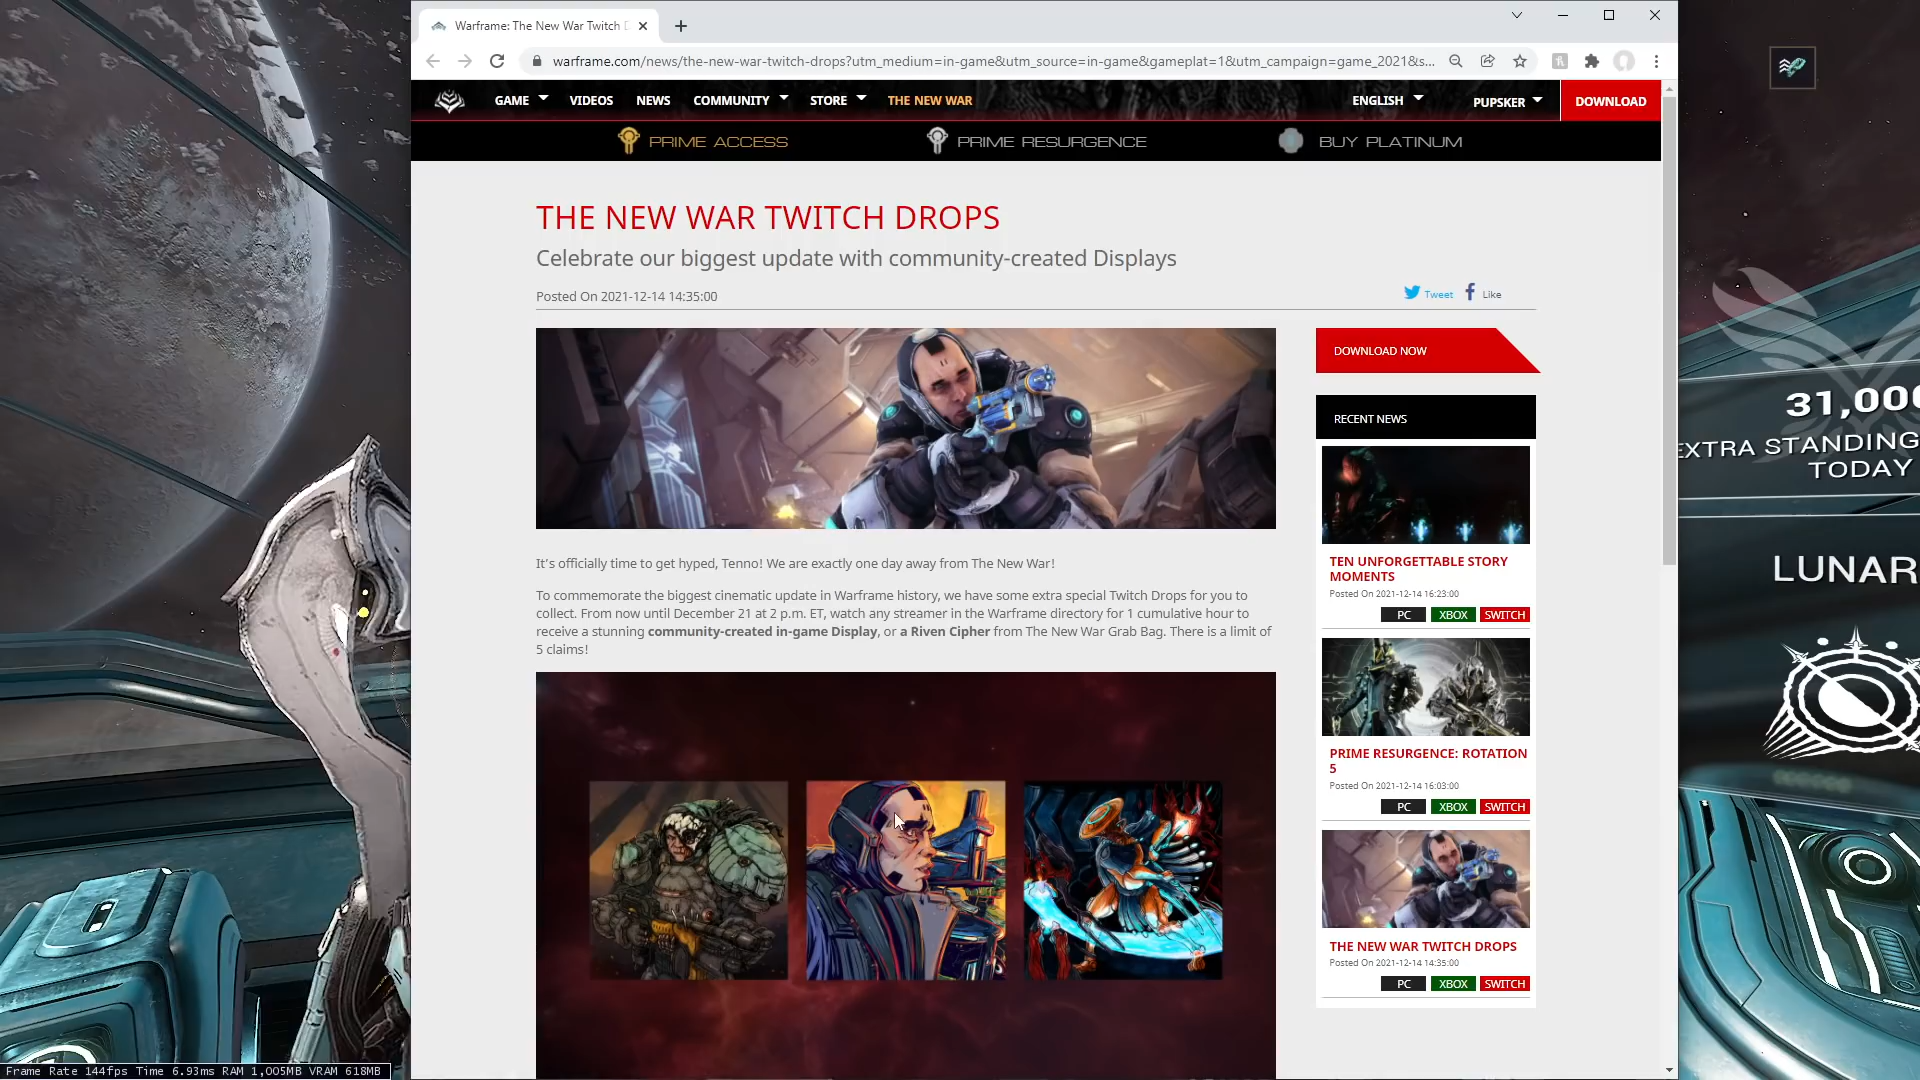 Warframe: The New War Twitch D
warframe.com/news/the-new-war-twitch-drops?utm_medium=in-game&utm_source=in-game&gameplat=1&utm_campaign=game_2021&s...
GAME VIDEOS NEWS COMMUNITY STORE THE NEW WAR ENGLISH PUPSKER DOWNLOAD
PRIME ACCESS PRIME RESURGENCE BUY PLATINUM
THE NEW WAR TWITCH DROPS
Celebrate our biggest update with community-created Displays
Posted On 2021-12-14 14:35:00
Tweet Like
It's officially time to get hyped, Tenno! We are exactly one day away from The New War!
To commemorate the biggest cinematic update in Warframe history, we have some extra special Twitch Drops for you to
collect. From now until December 21 at 2 p.m. ET, watch any streamer in the Warframe directory for 1 cumulative hour to
receive a stunning community-created in-game Display, or a Riven Cipher from The New War Grab Bag. There is a limit of
5 claims!
DOWNLOAD NOW
RECENT NEWS
TEN UNFORGETTABLE STORY
MOMENTS
Posted On 2021-12-14 16:23:00
PC XBOX SWITCH
PRIME RESURGENCE: ROTATION
5
Posted On 2021-12-14 16:03:00
PC XBOX SWITCH
THE NEW WAR TWITCH DROPS
Posted On 2021-12-14 14:35:00
PC XBOX SWITCH
31,00
EXTRA STANDING
TODAY
LUNAR
Frame Rate 144fps Time 6.93ms RAM 1,005MB VRAM 618MB